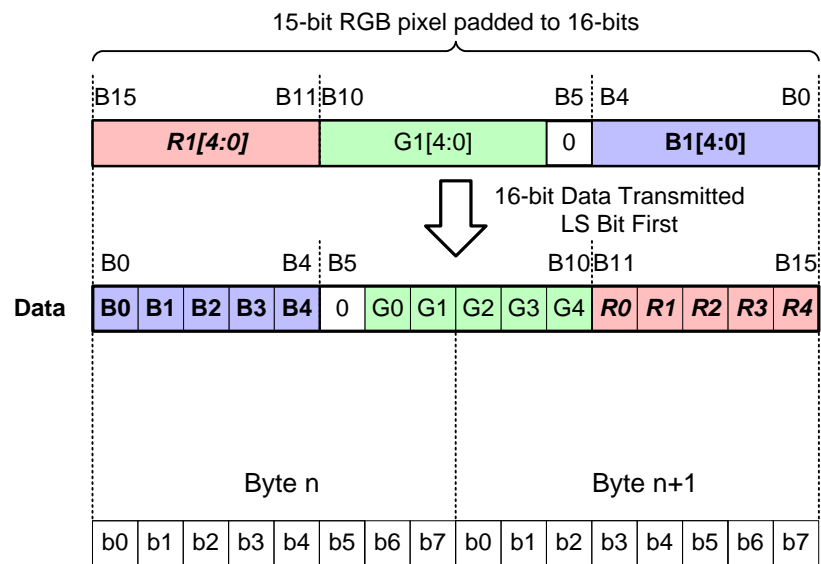 15-bit RGB pixel padded to 16-bits
B15 B11 B10 B5 B4 B0
R1[4:0] G1[4:0] 0 B1[4:0]
16-bit Data Transmitted
LS Bit First
B0 B4 B5 B10 B11 B15
Data B0 B1 B2 B3 B4 0 G0 G1 G2 G3 G4 R0 R1 R2 R3 R4
Byte n Byte n+1
b0 b1 b2 b3 b4 b5 b6 b7 b0 b1 b2 b3 b4 b5 b6 b7